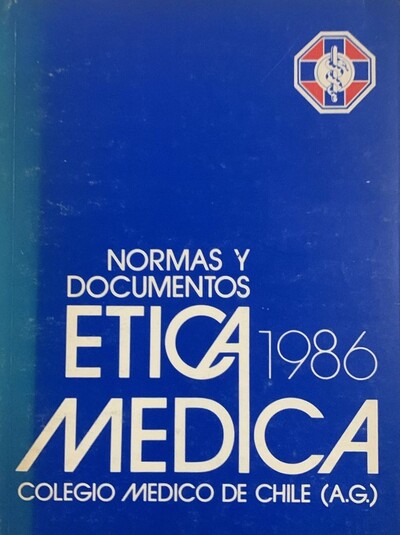 NORMAS Y
DOCUMENTOS
ETICA 1986
MEDICA
COLEGIO MEDICO DE CHILE (A.G.)